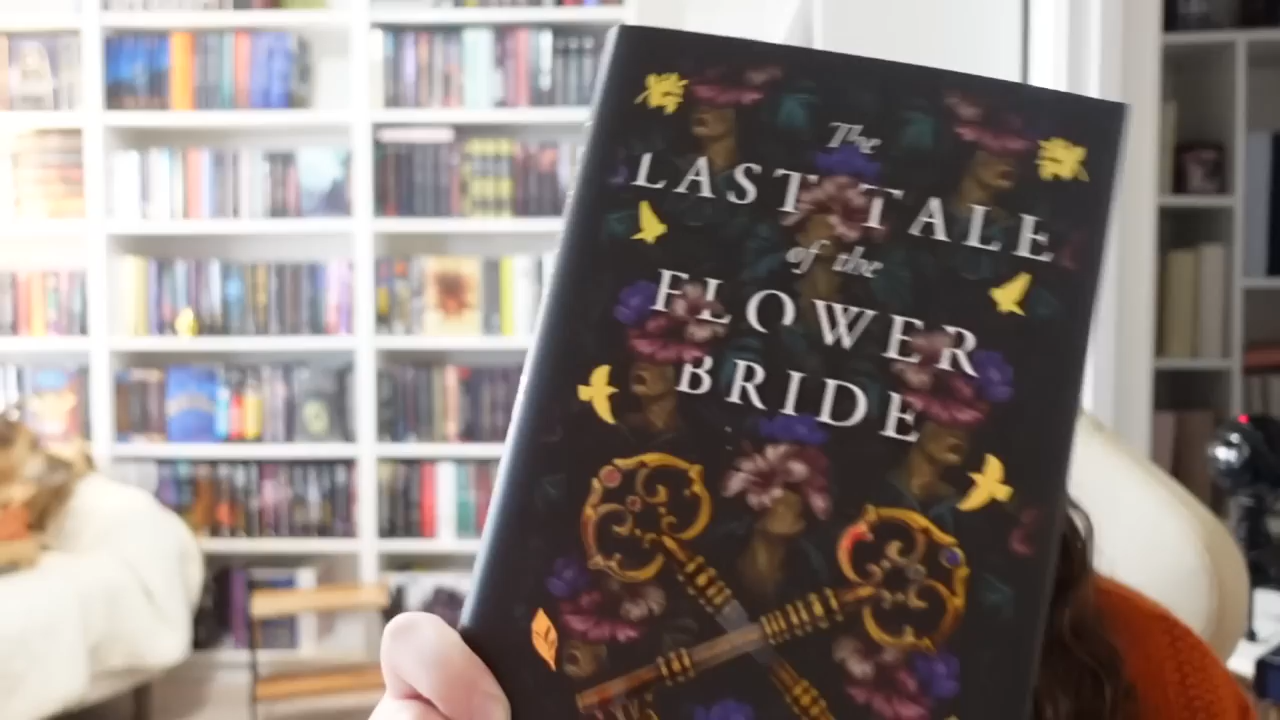 The
LAST TALE
of the
FLOWER
BRIDE